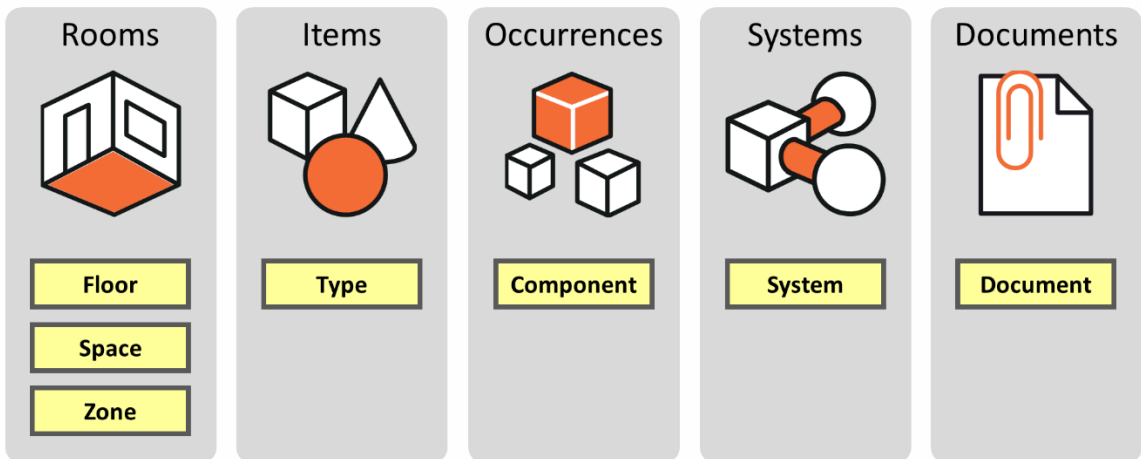 Rooms
Items
Occurrences
Systems
Documents
Floor
Type
Component
System
Document
Space
Zone